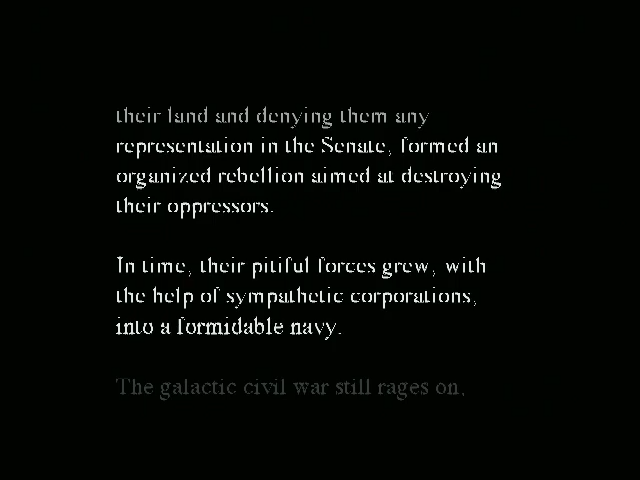 their land and denying them any
representation in the Senate, formed an
organized rebellion aimed at destroying
their oppressors.
In time, their pitiful forces grew, with
the help of sympathetic corporations,
into a formidable navy.
The galactic civil war still rages on,